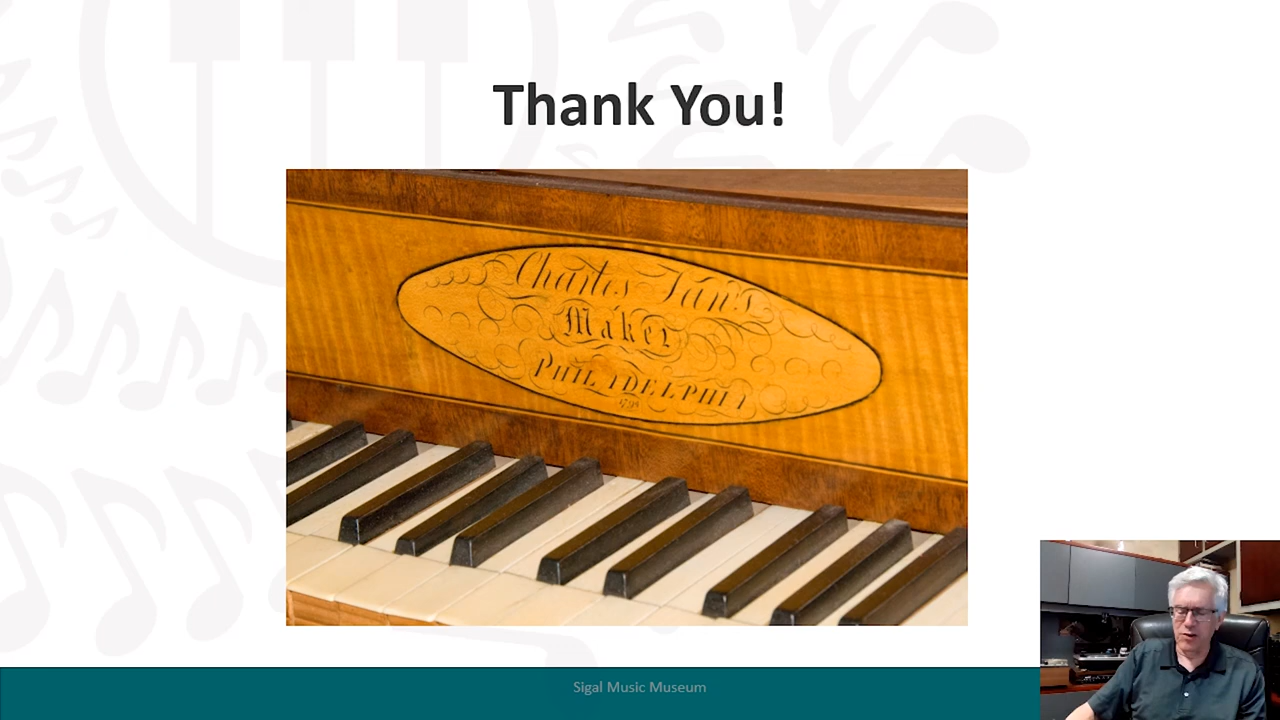 Thank You!
Charles Taws
Maker
PHILADELPHIA
Sigal Music Museum